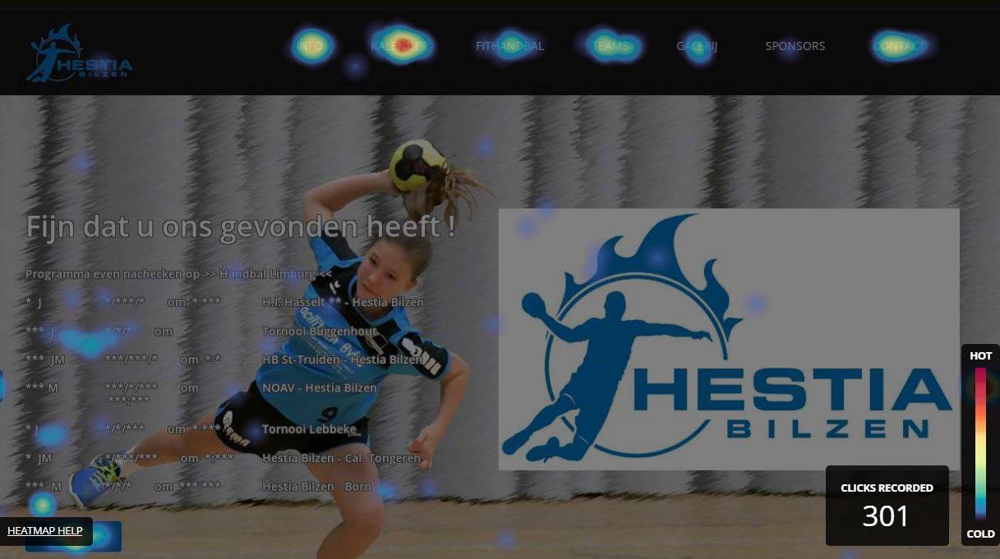 HESTIA
BILZEN
INFO KALENDER FITHANDBAL TEAMS GALERIJ SPONSORS CONTACT
Fijn dat u ons gevonden heeft !
Programma even nachecken op >> Handbal Limburg <<
* J */***/* om *:*** H.I. Hasselt ** - Hestia Bilzen
*** J */*/* om Tornooi Buggenhout
*** JM ***/***/* om *:* HB St-Truiden - Hestia Bilzen
*** M ***/*/*** om NOAV - Hestia Bilzen
***:***
* J */*/*** om *:*** Tornooi Lebbeke
* JM */***/*** om *:*** Hestia Bilzen - Cal. Tongeren
*** M */*/* om ***:*** Hestia Bilzen - Born
HESTIA
BILZEN
9
HOT
COLD
CLICKS RECORDED
301
HEATMAP HELP